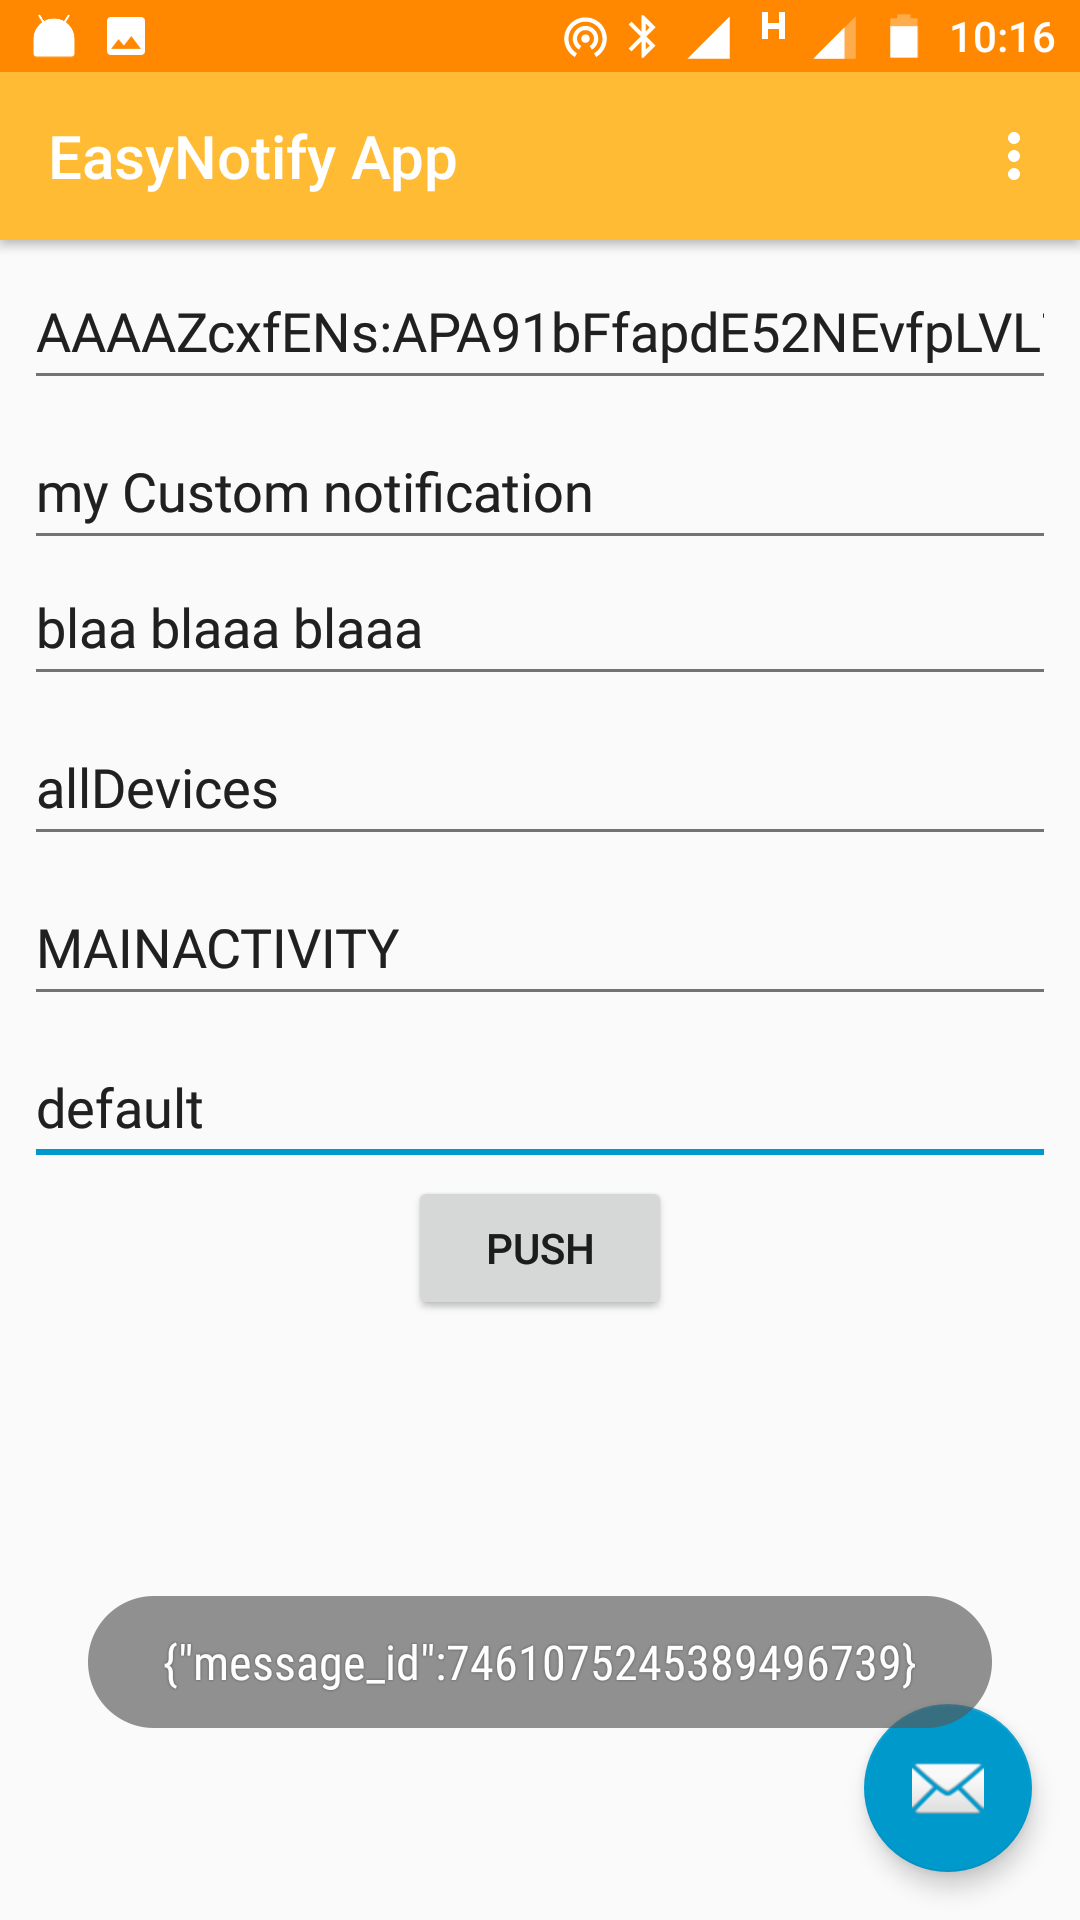 H
10:16
EasyNotify App
AAAAZcxfENs:APA91bFfapdE52NEvfpLVL
my Custom notification
blaa blaaa blaaa
allDevices
MAINACTIVITY
default
PUSH
{"message_id":7461075245389496739}